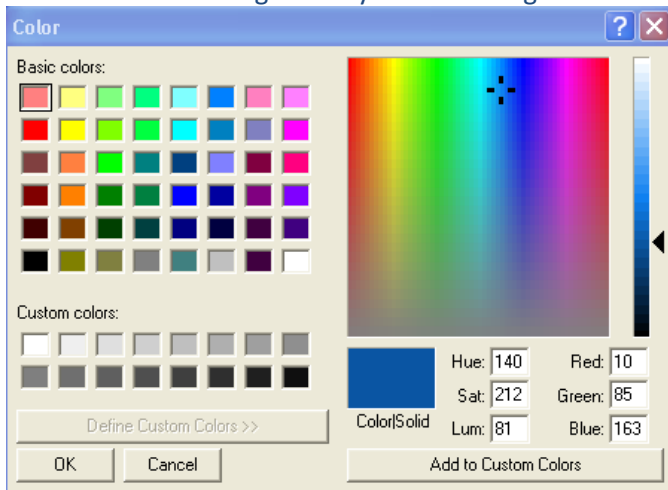 Color
Basic colors:
Custom colors:
Define Custom Colors >>
OK Cancel
Color|Solid
Hue: 140 Red: 10
Sat: 212 Green: 85
Lum: 81 Blue: 163
Add to Custom Colors